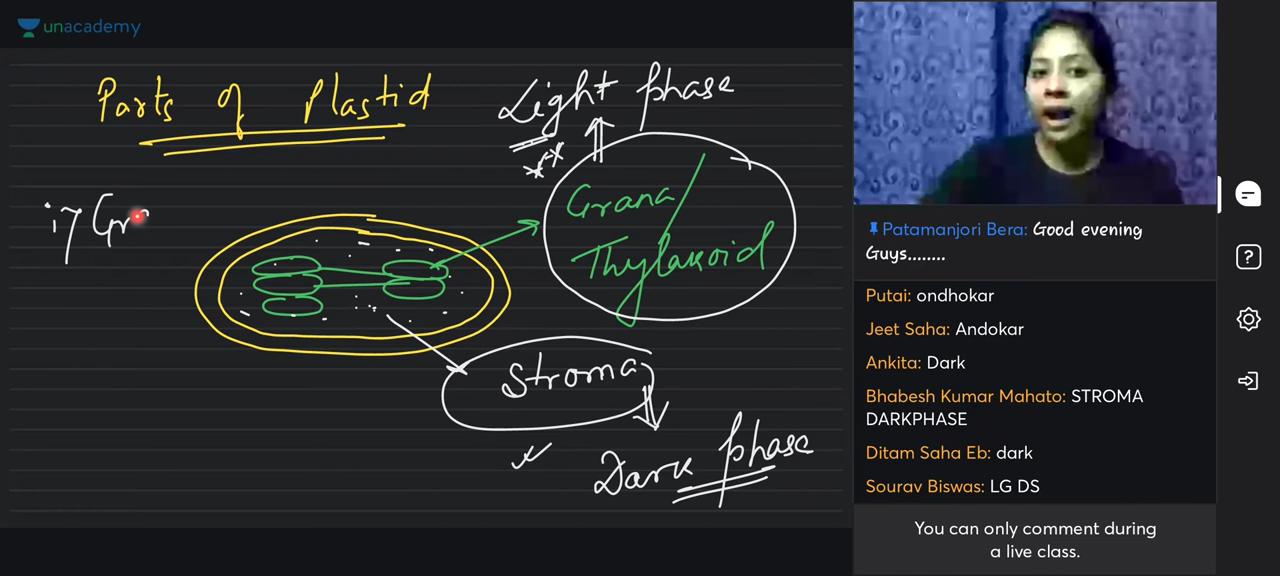 unacademy
Parts of Plastid
Light phase
**
i7 Gr
Grana/
Thylakoid
Stroma
Dark phase
Patamanjori Bera: Good evening
Guys........
Putai: ondhokar
Jeet Saha: Andokar
Ankita: Dark
Bhabesh Kumar Mahato: STROMA
DARKPHASE
Ditam Saha Eb: dark
Sourav Biswas: LG DS
You can only comment during
a live class.